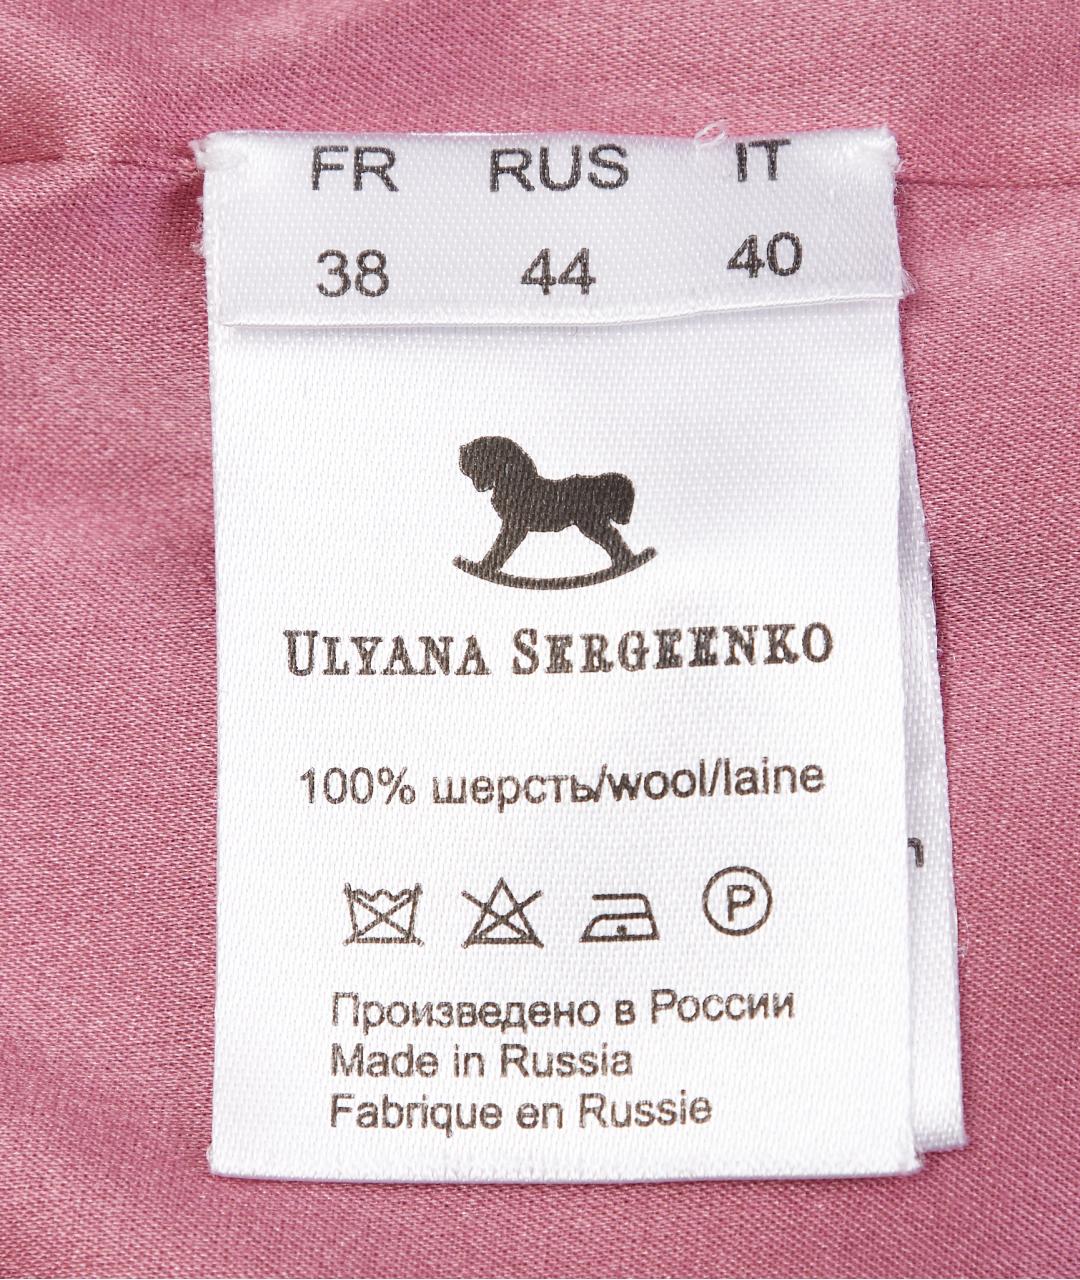 FR RUS IT
38 44 40
ULYANA SERGEENKO
100% шерсть/wool/laine
P
Произведено в России
Made in Russia
Fabrique en Russie